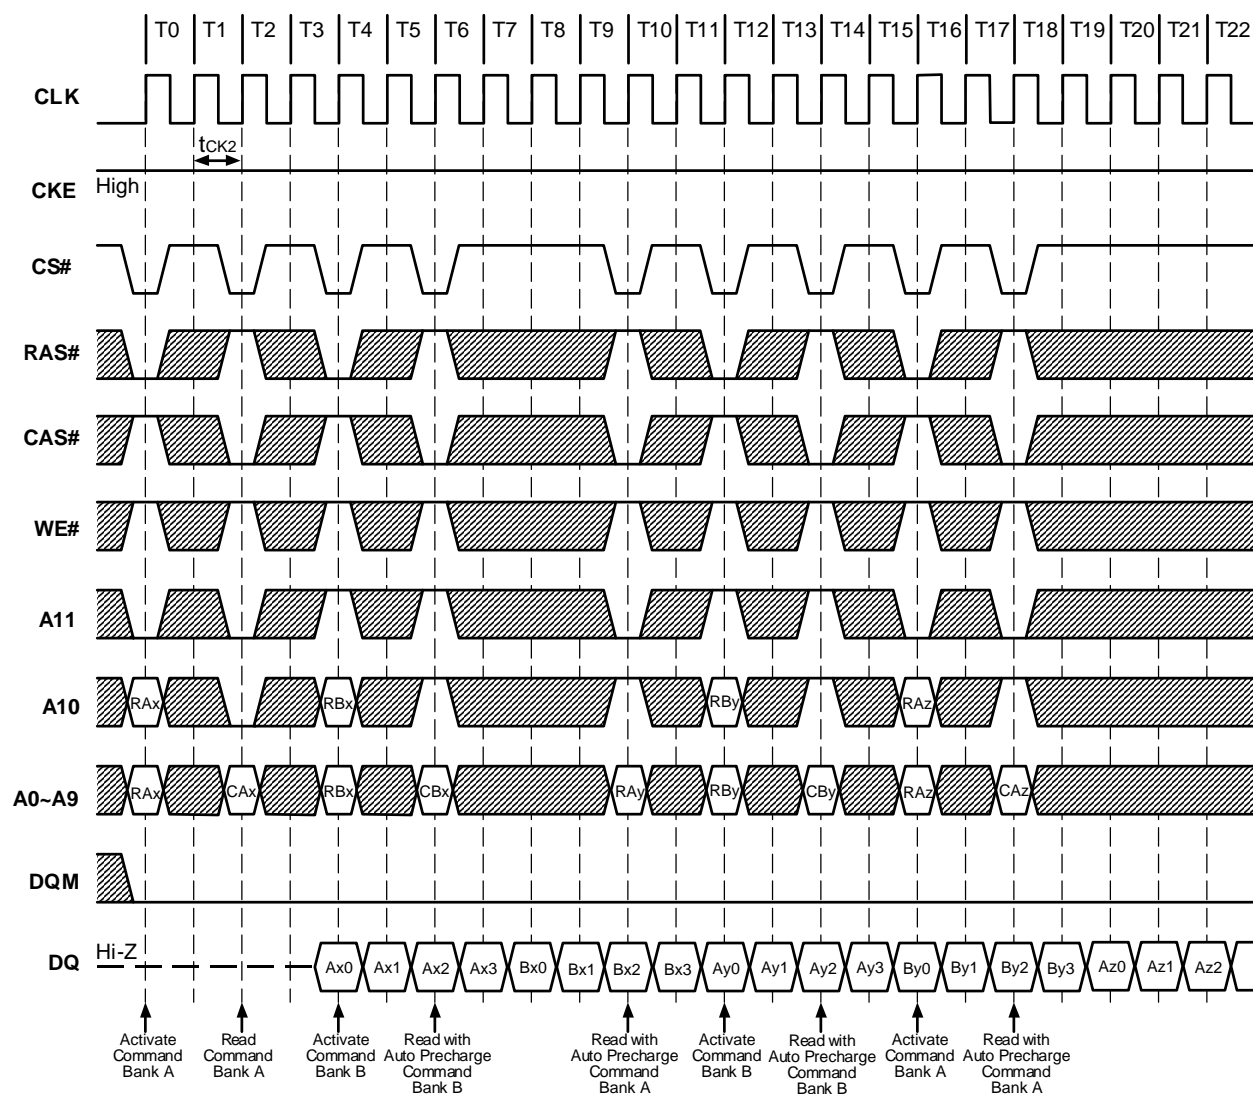 T0 T1 T2 T3 T4 T5 T6 T7 T8 T9 T10 T11 T12 T13 T14 T15 T16 T17 T18 T19 T20 T21 T22
CLK
tCK2
CKE High
CS#
RAS#
CAS#
WE#
A11
A10 RAx RBx RBy RAz
A0~A9 RAx CAx RBx CBx RAy RBy CBy RAz CAz
DQM
DQ Hi-Z Ax0 Ax1 Ax2 Ax3 Bx0 Bx1 Bx2 Bx3 Ay0 Ay1 Ay2 Ay3 By0 By1 By2 By3 Az0 Az1 Az2
Activate
Command
Bank A
Read
Command
Bank A
Activate
Command
Bank B
Read with
Auto Precharge
Command
Bank B
Read with
Auto Precharge
Command
Bank A
Activate
Command
Bank B
Read with
Auto Precharge
Command
Bank B
Activate
Command
Bank A
Read with
Auto Precharge
Command
Bank A